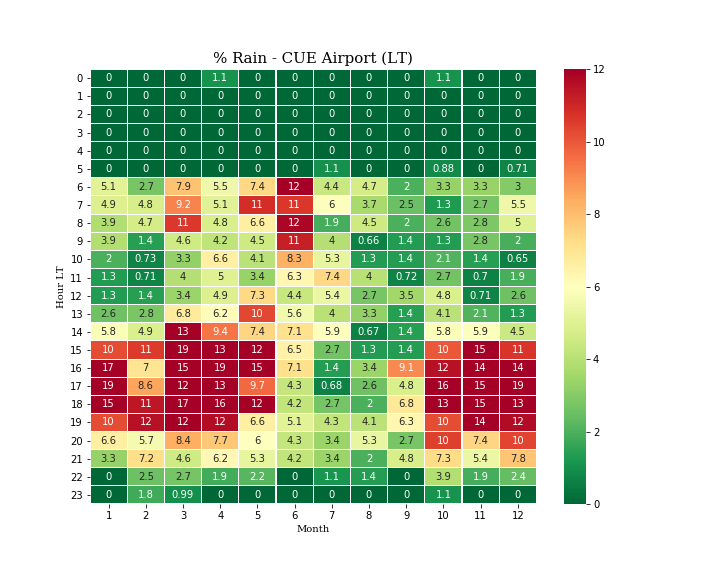 % Rain - CUE Airport (LT)
0 0 0 0 1.1 0 0 0 0 0 1.1 0 0
1 0 0 0 0 0 0 0 0 0 0 0 0
2 0 0 0 0 0 0 0 0 0 0 0 0
3 0 0 0 0 0 0 0 0 0 0 0 0
4 0 0 0 0 0 0 0 0 0 0 0 0
5 0 0 0 0 0 0 1.1 0 0 0.88 0 0.71
6 5.1 2.7 7.9 5.5 7.4 12 4.4 4.7 2 3.3 3.3 3
7 4.9 4.8 9.2 5.1 11 11 6 3.7 2.5 1.3 2.7 5.5
8 3.9 4.7 11 4.8 6.6 12 1.9 4.5 2 2.6 2.8 5
9 3.9 1.4 4.6 4.2 4.5 11 4 0.66 1.4 1.3 2.8 2
10 2 0.73 3.3 6.6 4.1 8.3 5.3 1.3 1.3 2.1 1.4 0.65
11 1.3 0.71 4 5 3.4 6.3 7.4 4 0.72 2.7 0.7 1.9
12 1.3 1.4 3.4 4.9 7.3 4.4 5.4 2.7 3.5 4.8 0.71 2.6
13 2.6 2.8 6.8 6.2 10 5.6 4 3.3 1.4 4.1 2.1 1.3
14 5.8 4.9 13 9.4 7.4 7.1 5.9 0.67 1.4 5.8 5.9 4.5
15 10 11 19 13 12 6.5 2.7 1.3 1.4 10 15 11
16 17 7 15 19 15 7.1 1.4 3.4 9.1 12 14 14
17 19 8.6 12 13 9.7 4.3 0.68 2.6 4.8 16 15 19
18 15 11 17 16 12 4.2 2.7 2 6.8 13 15 13
19 10 12 12 12 6.6 5.1 4.3 4.1 6.3 10 14 12
20 6.6 5.7 8.4 7.7 6 4.3 3.4 5.3 2.7 10 7.4 10
21 3.3 7.2 4.6 6.2 5.3 4.2 3.4 2 4.8 7.3 5.4 7.8
22 0 2.5 2.7 1.9 2.2 0 1.1 1.4 0 3.9 1.9 2.4
23 0 1.8 0.99 0 0 0 0 0 0 1.1 0 0
1 2 3 4 5 6 7 8 9 10 11 12
Month
Hour LT
12
10
8
6
4
2
0